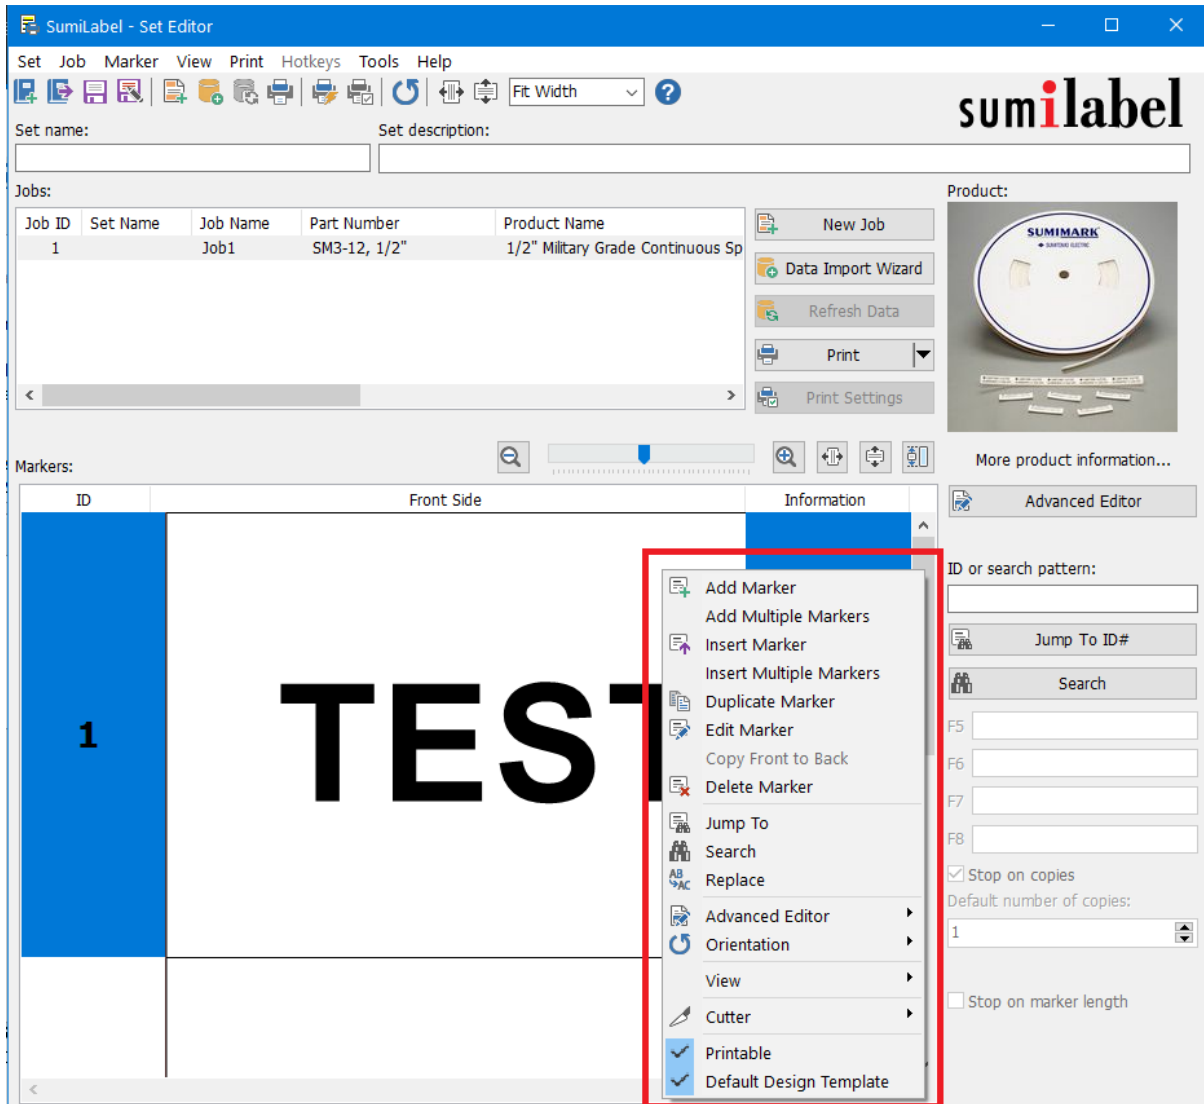 SumiLabel - Set Editor
Set Job Marker View Print Hotkeys Tools Help
Fit Width
sumilabel
Set name:
Set description:
Jobs:
Product:
Job ID Set Name Job Name Part Number Product Name
1 Job1 SM3-12, 1/2" 1/2" Military Grade Continuous Sp
New Job
Data Import Wizard
Refresh Data
Print
Print Settings
SUMIMARK
More product information...
Markers:
ID Front Side Information
Advanced Editor
1
TEST
Add Marker
Add Multiple Markers
Insert Marker
Insert Multiple Markers
Duplicate Marker
Edit Marker
Copy Front to Back
Delete Marker
Jump To
Search
AB
AC
Replace
Advanced Editor
Orientation
View
Cutter
Printable
Default Design Template
ID or search pattern:
Jump To ID#
Search
F5
F6
F7
F8
Stop on copies
Default number of copies:
1
Stop on marker length